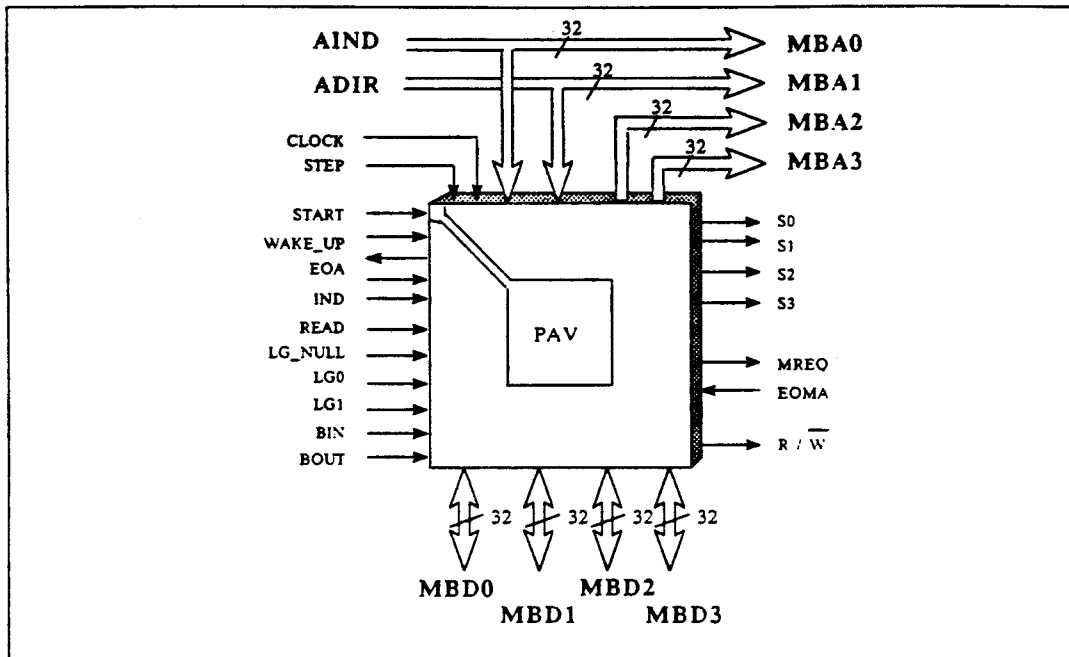 AIND 32 MBA0
ADIR 32 MBA1
32 MBA2
CLOCK
32 MBA3
STEP
START S0
WAKE_UP S1
EOA S2
IND S3
READ PAV
LG_NULL MREQ
LG0 EOMA
LG1
BIN R / W
BOUT
32 32 32 32
MBD0 MBD2
MBD1 MBD3